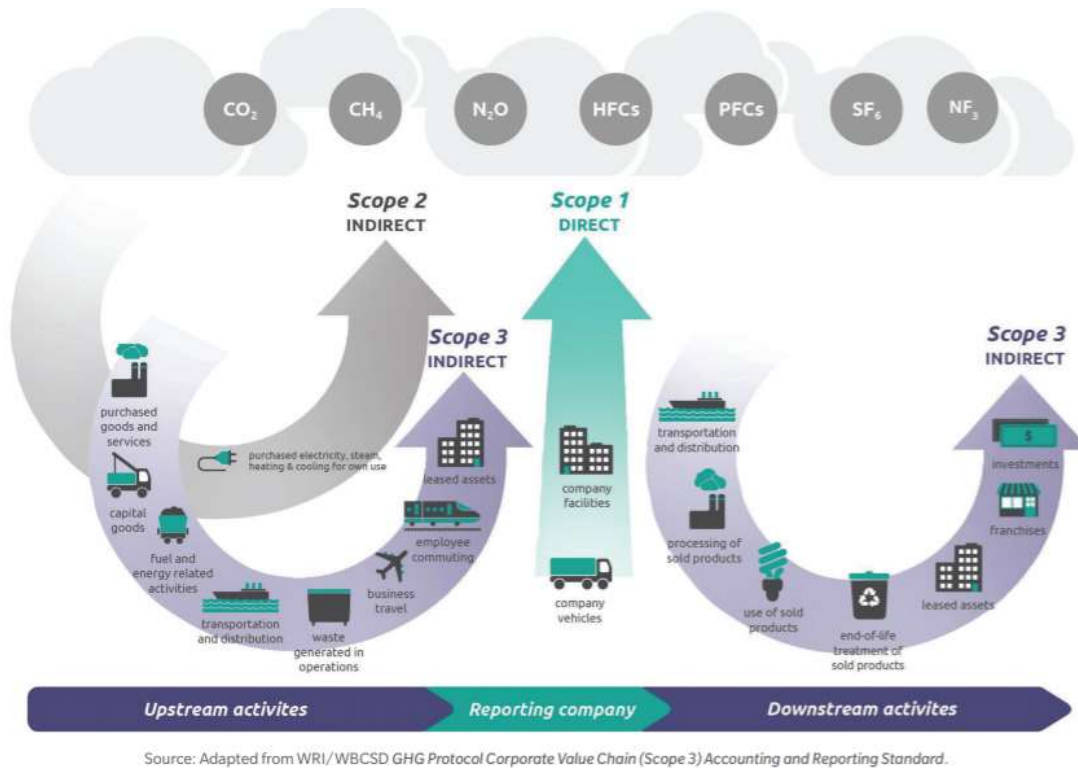 CO₂
CH₄
N₂O
HFCs
PFCs
SF₆
NF₃
Scope 2
INDIRECT
Scope 1
DIRECT
Scope 3
INDIRECT
Scope 3
INDIRECT
purchased
goods and
services
capital
goods
fuel and
energy related
activities
transportation
and distribution
waste
generated in
operations
business
travel
employee
commuting
leased assets
purchased electricity, steam,
heating & cooling for own use
company
facilities
company
vehicles
transportation
and distribution
processing of
sold products
use of sold
products
end-of-life
treatment of
sold products
leased assets
franchises
$
investments
Upstream activites
Reporting company
Downstream activites
Source: Adapted from WRI/WBCSD GHG Protocol Corporate Value Chain (Scope 3) Accounting and Reporting Standard.